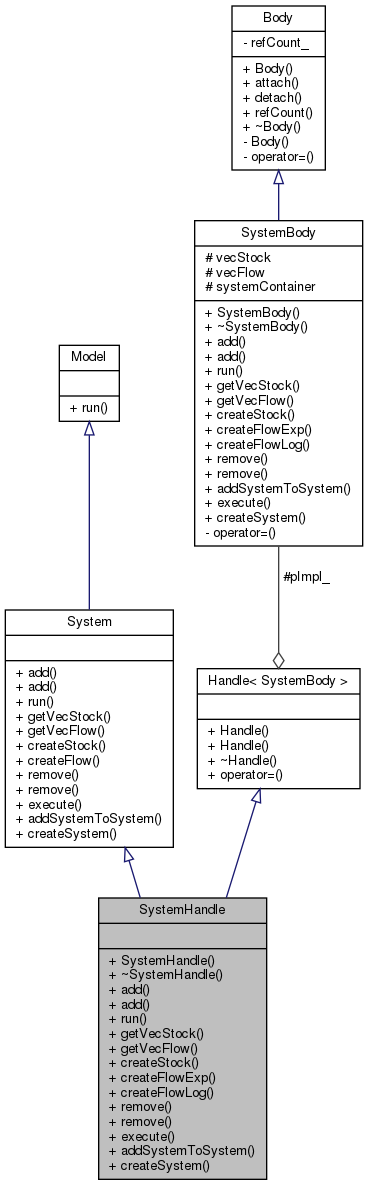 Body
- refCount_
+ Body()
+ attach()
+ detach()
+ refCount()
+ ~Body()
- Body()
- operator=()
SystemBody
# vecStock
# vecFlow
# systemContainer
+ SystemBody()
+ ~SystemBody()
+ add()
+ add()
+ run()
+ getVecStock()
+ getVecFlow()
+ createStock()
+ createFlowExp()
+ createFlowLog()
+ remove()
+ remove()
+ addSystemToSystem()
+ execute()
+ createSystem()
- operator=()
Model
+ run()
#pImpl_
System
+ add()
+ add()
+ run()
+ getVecStock()
+ getVecFlow()
+ createStock()
+ createFlow()
+ remove()
+ remove()
+ execute()
+ addSystemToSystem()
+ createSystem()
Handle< SystemBody >
+ Handle()
+ Handle()
+ ~Handle()
+ operator=()
SystemHandle
+ SystemHandle()
+ ~SystemHandle()
+ add()
+ add()
+ run()
+ getVecStock()
+ getVecFlow()
+ createStock()
+ createFlowExp()
+ createFlowLog()
+ remove()
+ remove()
+ execute()
+ addSystemToSystem()
+ createSystem()